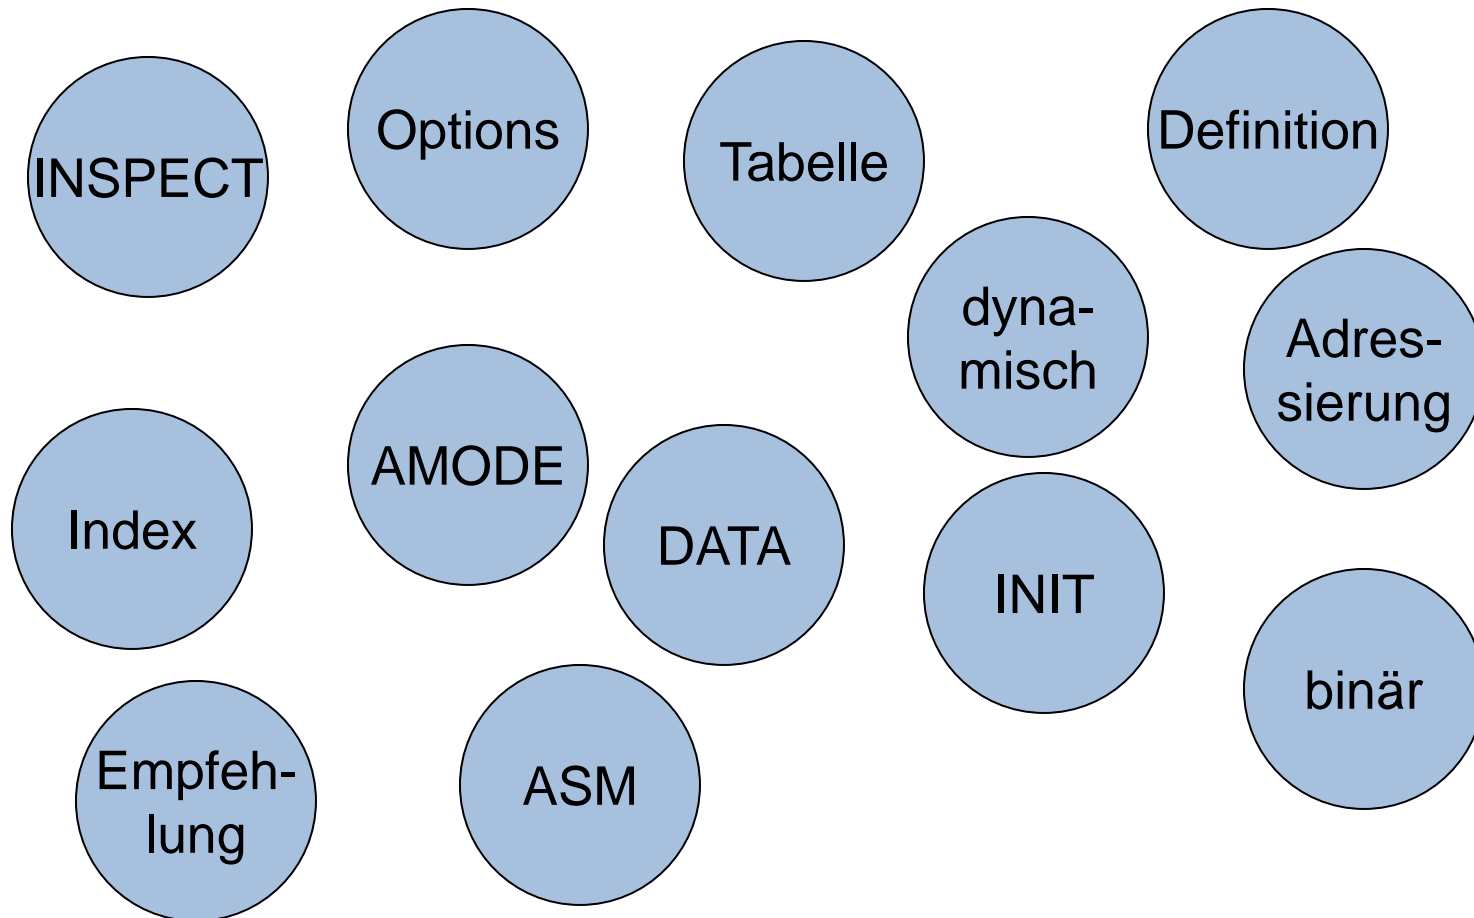 INSPECT
Options
Tabelle
Definition
dyna-
misch
Adres-
sierung
Index
AMODE
DATA
INIT
binär
Empfeh-
lung
ASM